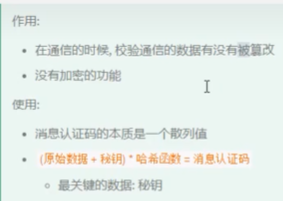 作用:
在通信的时候, 校验通信的数据有没有被篡改
没有加密的功能
使用:
消息认证码的本质是一个散列值
(原始数据 + 秘钥) * 哈希函数 = 消息认证码
最关键的数据: 秘钥